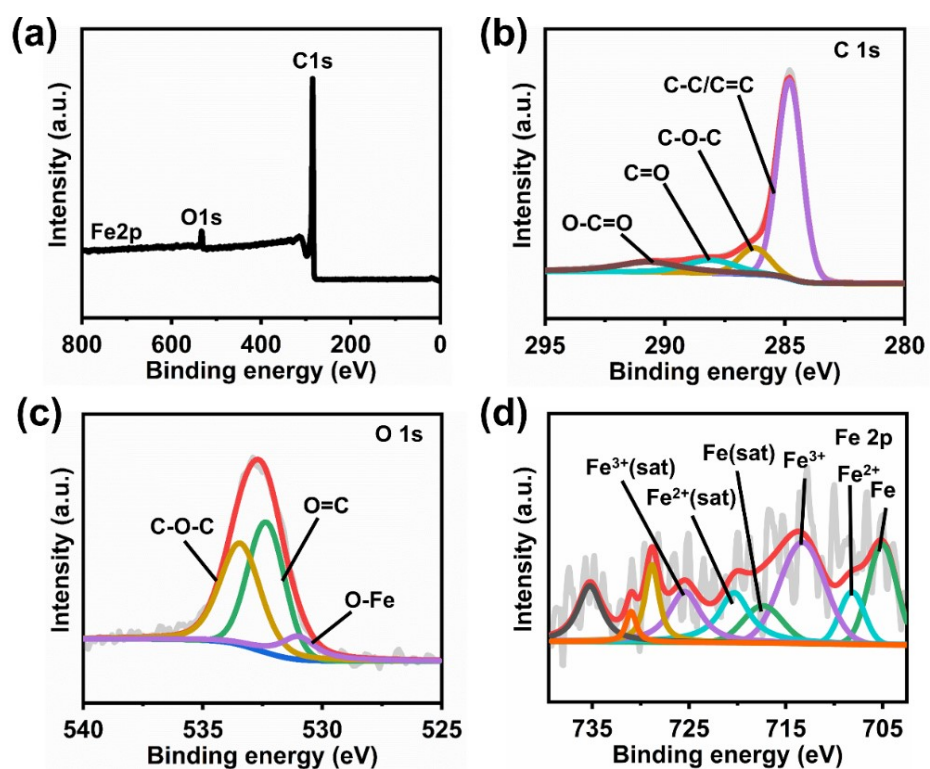 (a)
C1s
O1s
Fe2p
Intensity (a.u.)
800 600 400 200 0
Binding energy (eV)
(b)
C 1s
C-C/C=C
C-O-C
C=O
O-C=O
Intensity (a.u.)
295 290 285 280
Binding energy (eV)
(c)
O 1s
C-O-C
O=C
O-Fe
Intensity (a.u.)
540 535 530 525
Binding energy (eV)
(d)
Fe 2p
Fe³⁺(sat)
Fe²⁺(sat)
Fe(sat)
Fe³⁺
Fe²⁺
Fe
Intensity (a.u.)
735 725 715 705
Binding energy (eV)